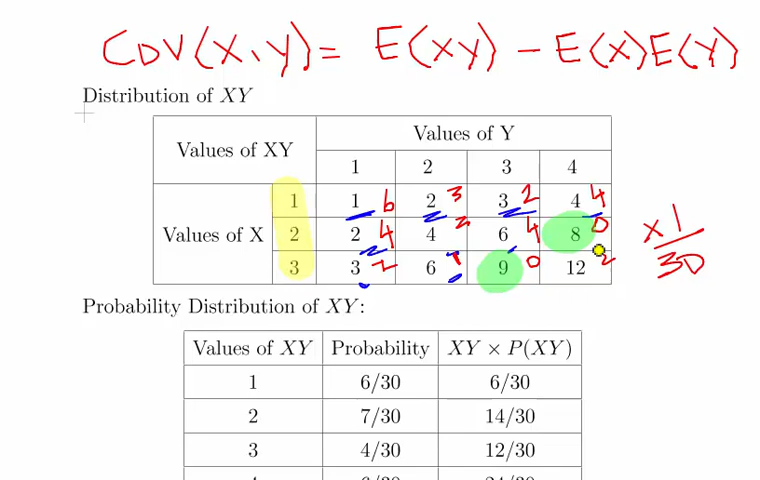 COV(X,Y)= E(XY) - E(X)E(Y)
Distribution of XY
Values of XY
Values of Y
1 2 3 4
Values of X
1 1 6 2 3 3 2 4 4
2 2 4 4 6 4 8 0
3 3 2 6 1 9 0 12 2
×1/30
Probability Distribution of XY:
Values of XY Probability XY × P(XY)
1 6/30 6/30
2 7/30 14/30
3 4/30 12/30